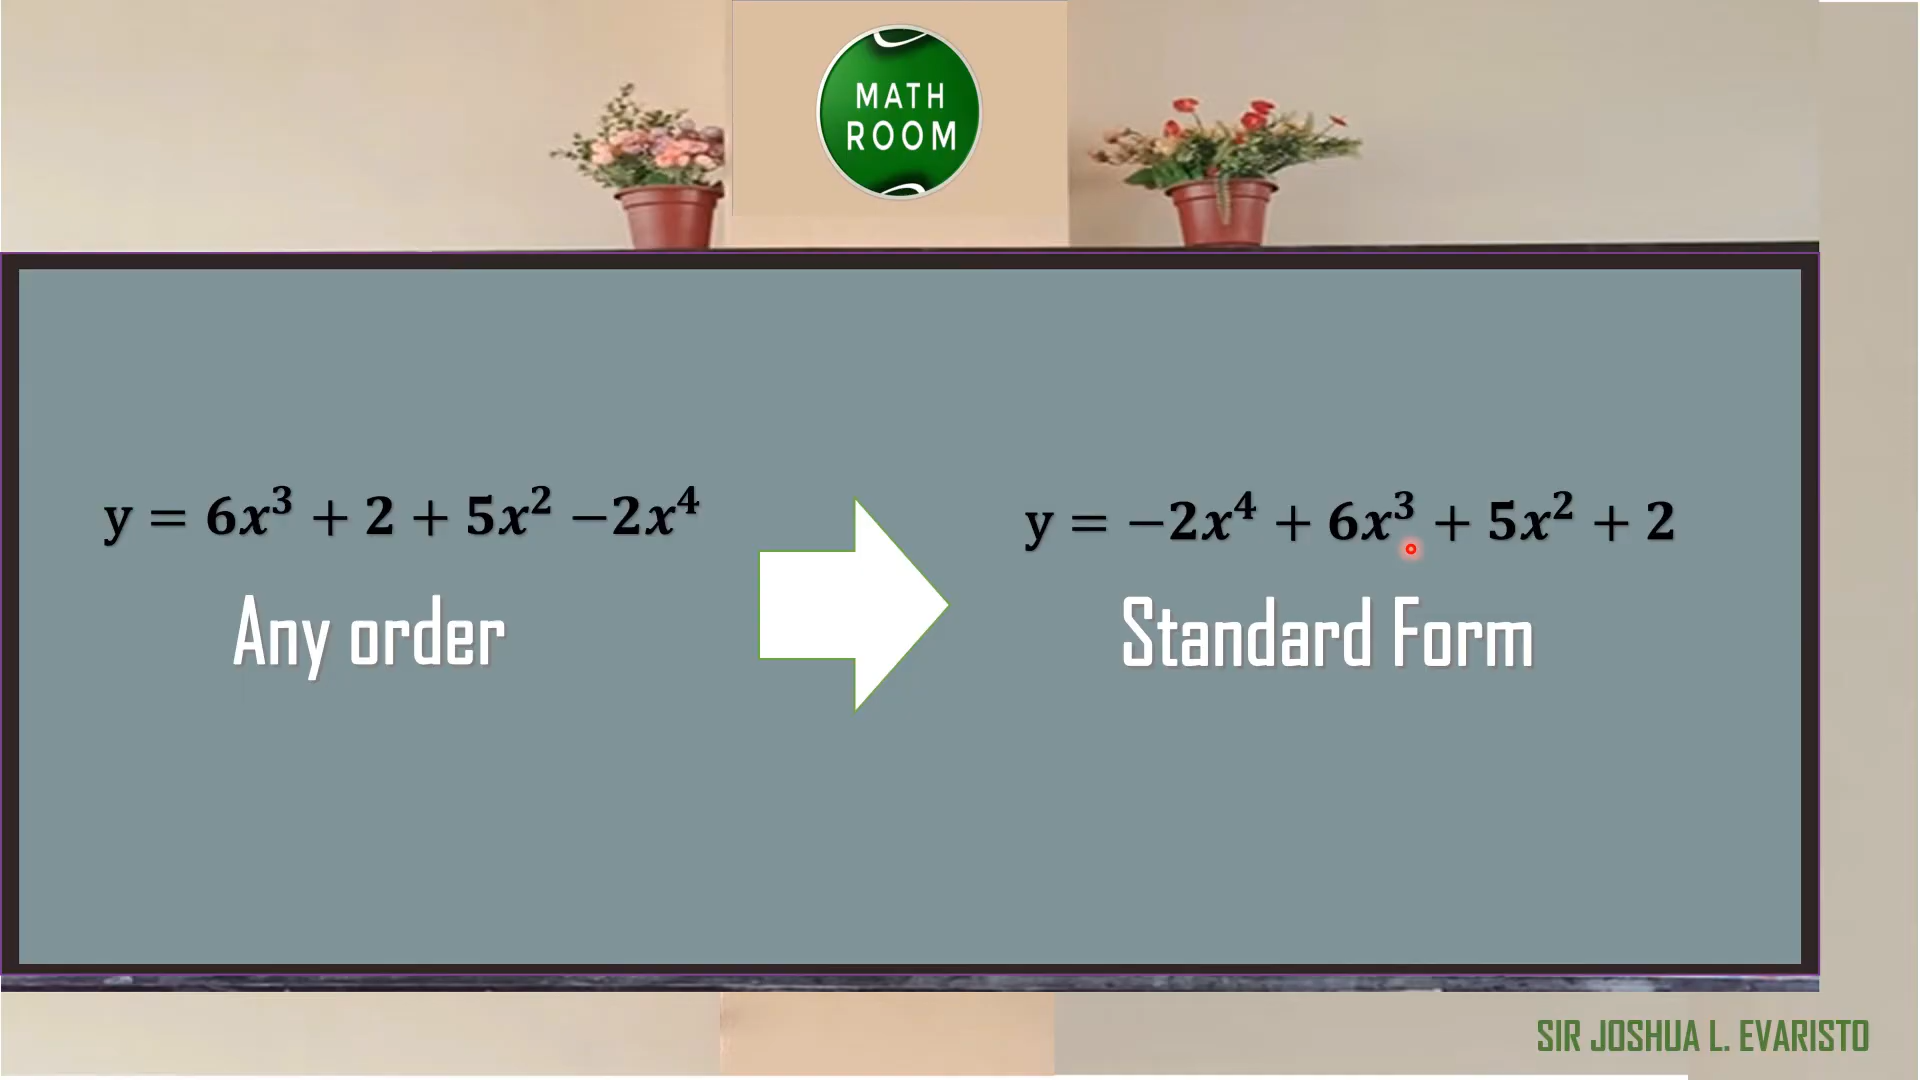 MATH
ROOM
y = 6x³ + 2 + 5x² −2x⁴
Any order
y = −2x⁴ + 6x³ + 5x² + 2
Standard Form
SIR JOSHUA L. EVARISTO